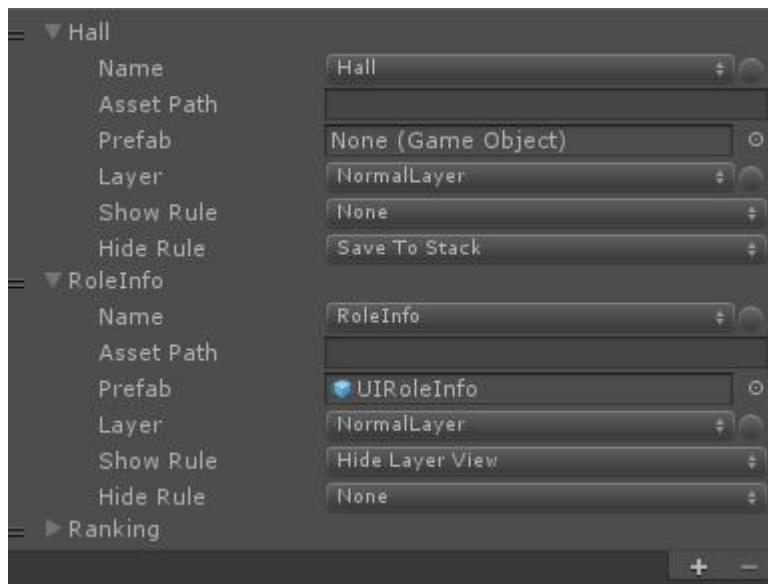 Hall
Name Hall
Asset Path
Prefab None (Game Object)
Layer NormalLayer
Show Rule None
Hide Rule Save To Stack
RoleInfo
Name RoleInfo
Asset Path
Prefab UIRoleInfo
Layer NormalLayer
Show Rule Hide Layer View
Hide Rule None
Ranking